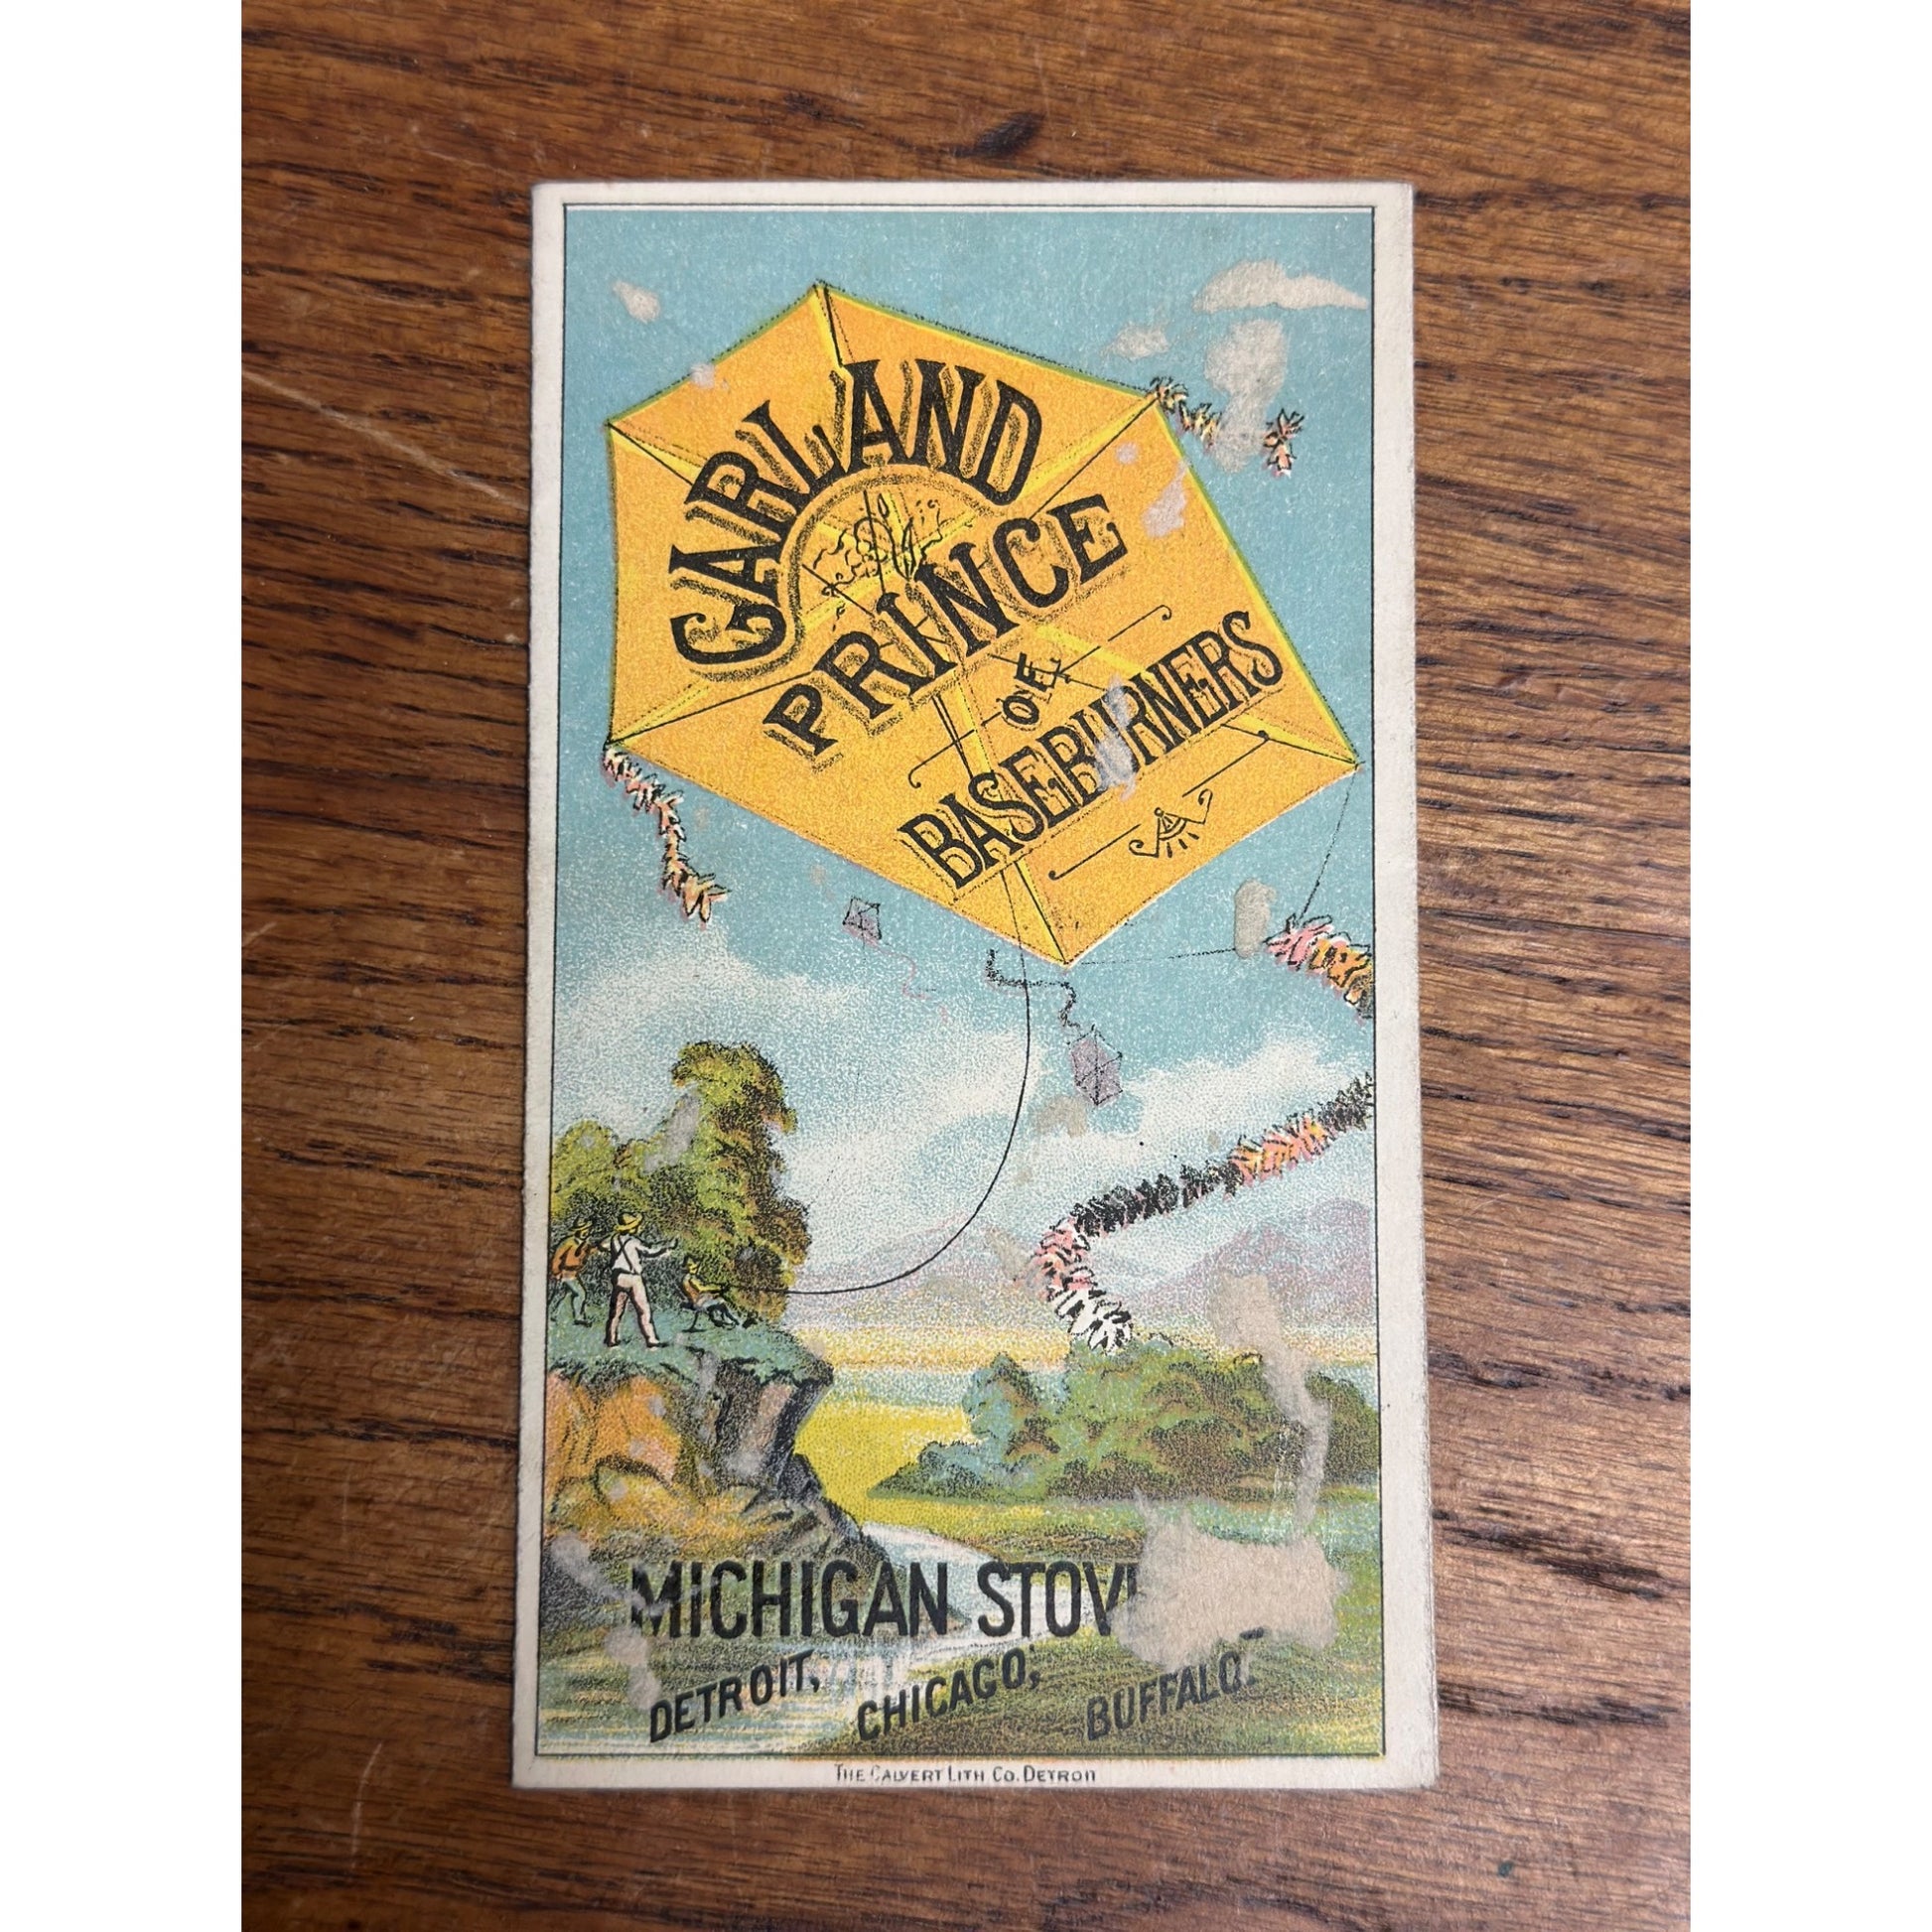 GARLAND
PRINCE
OF
BASEBURNERS
MICHIGAN STOV
DETROIT, CHICAGO, BUFFALO.
THE CALVERT LITH CO. DETROIT